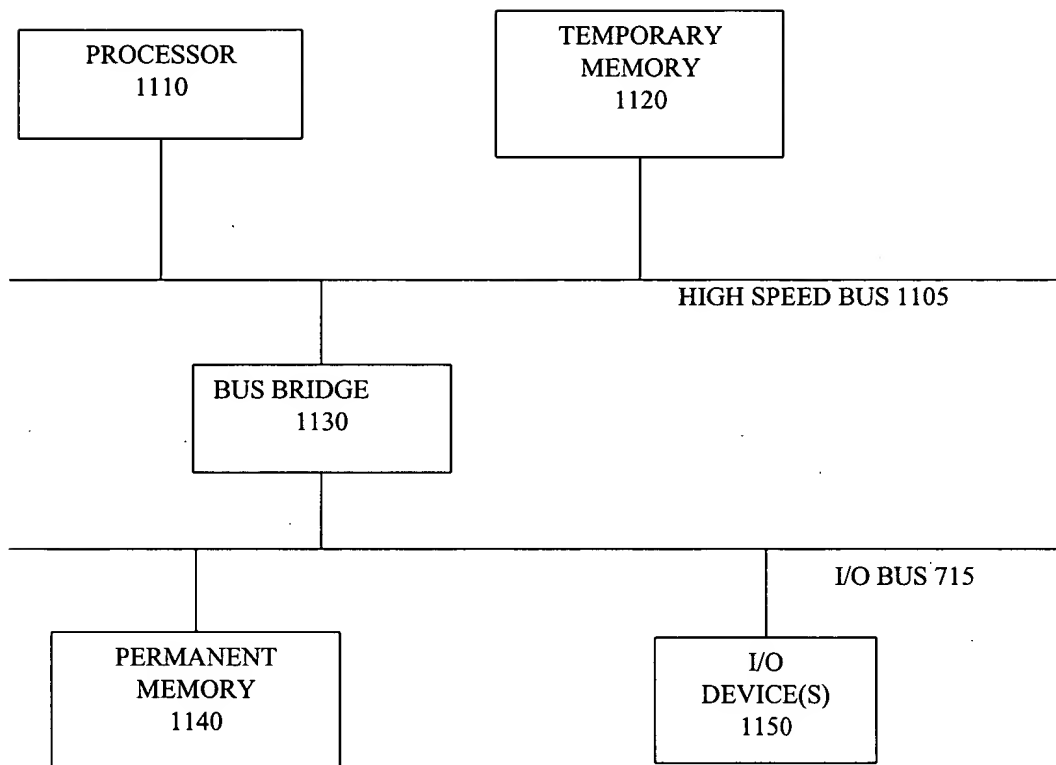 PROCESSOR
1110
TEMPORARY
MEMORY
1120
HIGH SPEED BUS 1105
BUS BRIDGE
1130
I/O BUS 715
PERMANENT
MEMORY
1140
I/O
DEVICE(S)
1150